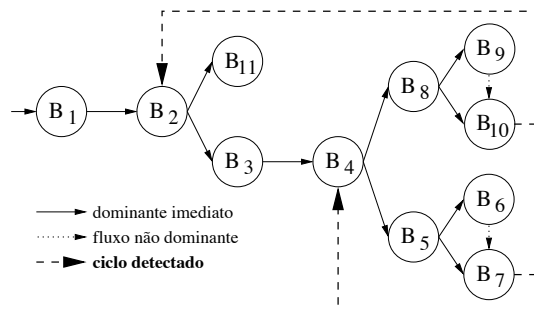 B9
B11
B8
B1
B2
B10
B3
B4
B6
dominante imediato
fluxo não dominante
B5
ciclo detectado
B7